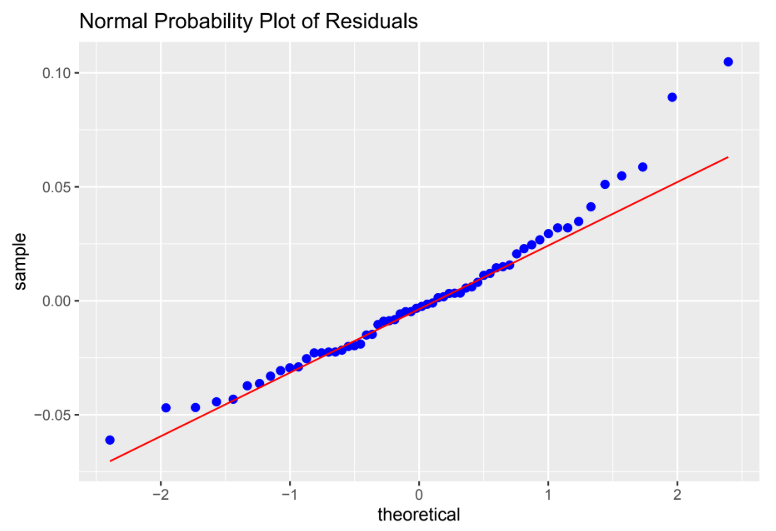 Normal Probability Plot of Residuals
0.10
0.05
0.00
−0.05
sample
−2 −1 0 1 2
theoretical